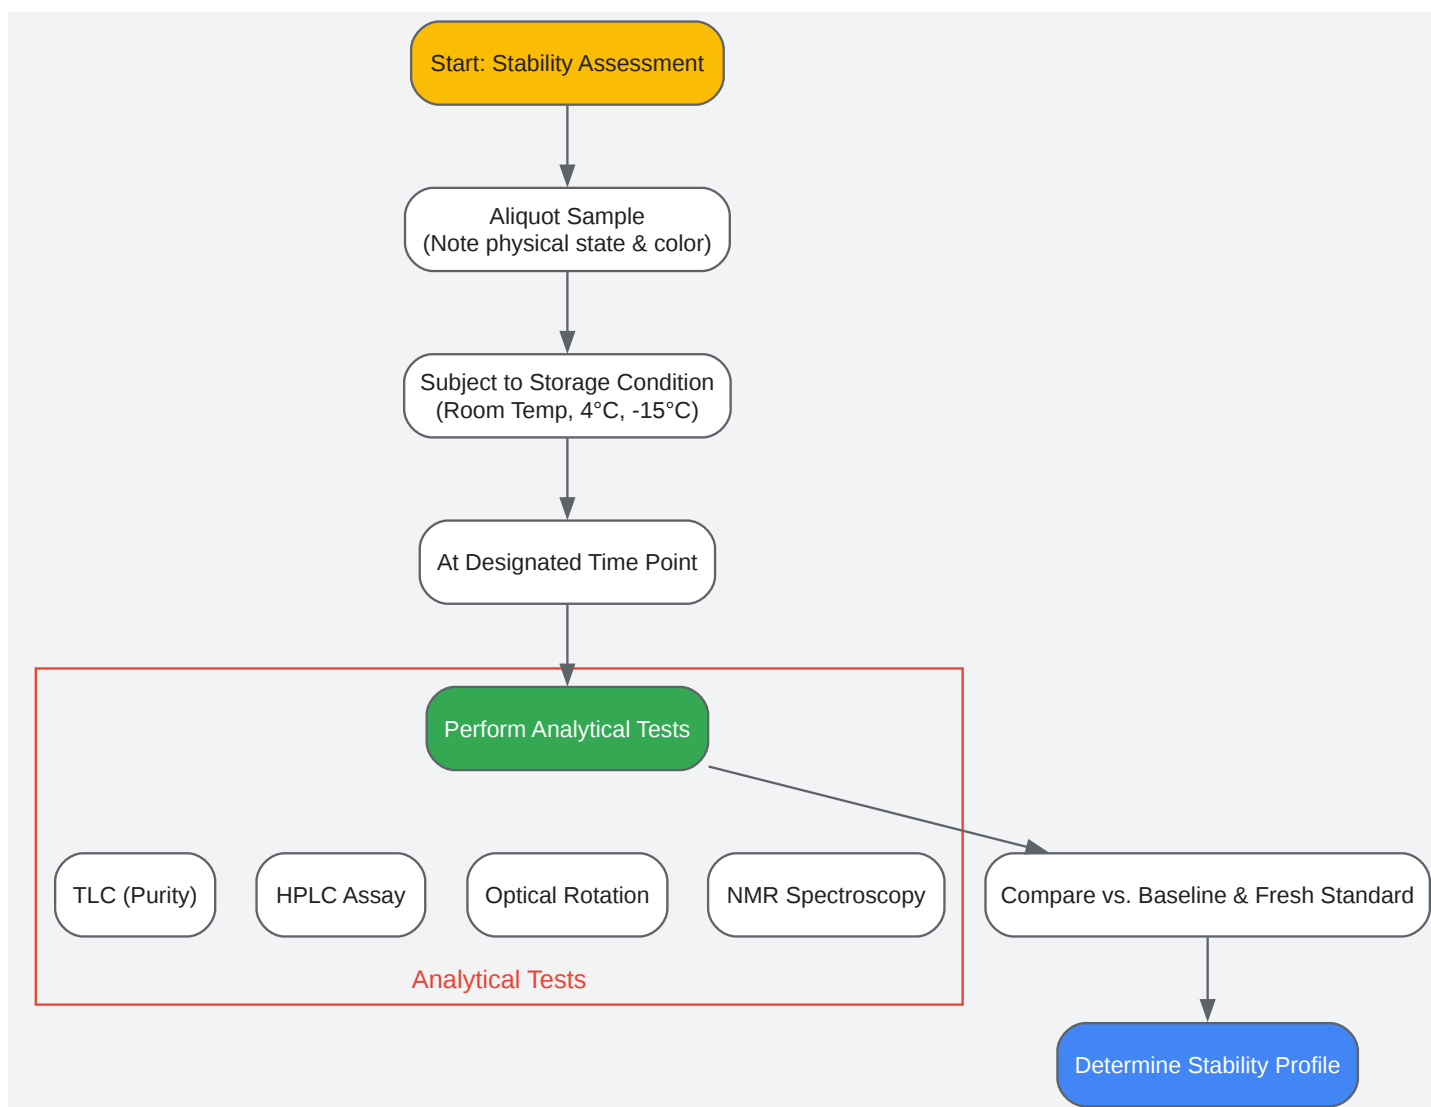 Start: Stability Assessment
Aliquot Sample
(Note physical state & color)
Subject to Storage Condition
(Room Temp, 4°C, -15°C)
At Designated Time Point
Perform Analytical Tests
TLC (Purity)
HPLC Assay
Optical Rotation
NMR Spectroscopy
Compare vs. Baseline & Fresh Standard
Analytical Tests
Determine Stability Profile